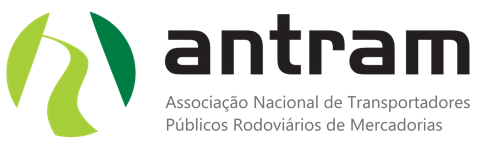 antram
Associação Nacional de Transportadores
Públicos Rodoviários de Mercadorias